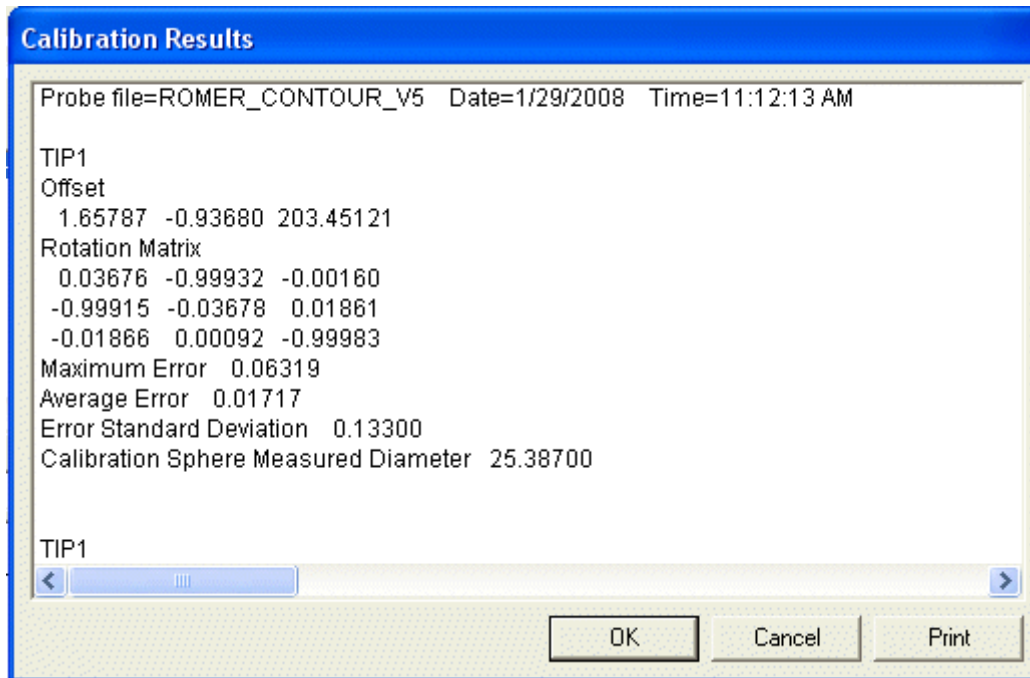 Calibration Results
Probe file=ROMER_CONTOUR_V5 Date=1/29/2008 Time=11:12:13 AM
TIP1
Offset
1.65787 -0.93680 203.45121
Rotation Matrix
0.03676 -0.99932 -0.00160
-0.99915 -0.03678 0.01861
-0.01866 0.00092 -0.99983
Maximum Error 0.06319
Average Error 0.01717
Error Standard Deviation 0.13300
Calibration Sphere Measured Diameter 25.38700
TIP1
OK Cancel Print